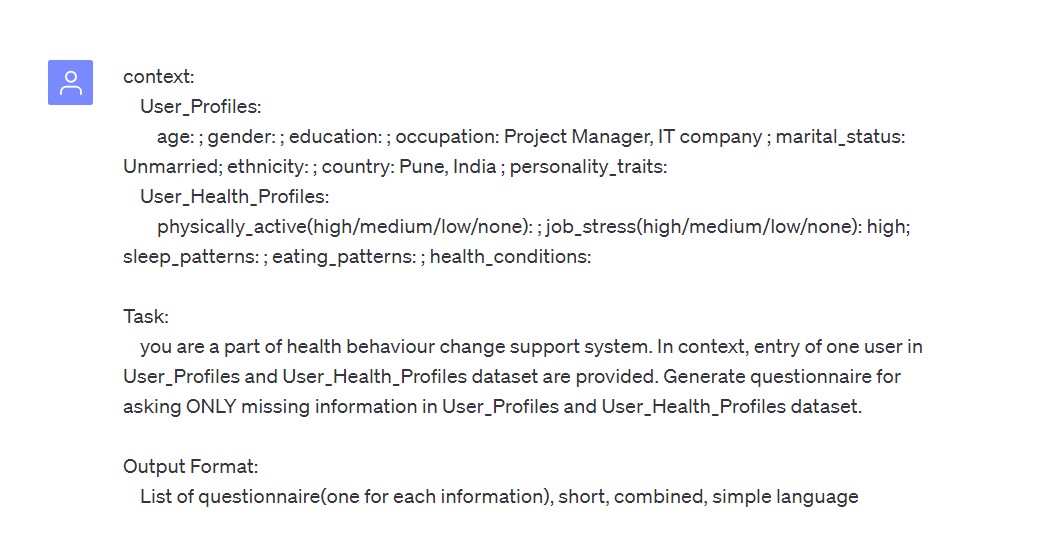 context:
User_Profiles:
age: ; gender: ; education: ; occupation: Project Manager, IT company ; marital_status:
Unmarried; ethnicity: ; country: Pune, India ; personality_traits:
User_Health_Profiles:
physically_active(high/medium/low/none): ; job_stress(high/medium/low/none): high;
sleep_patterns: ; eating_patterns: ; health_conditions:
Task:
you are a part of health behaviour change support system. In context, entry of one user in
User_Profiles and User_Health_Profiles dataset are provided. Generate questionnaire for
asking ONLY missing information in User_Profiles and User_Health_Profiles dataset.
Output Format:
List of questionnaire(one for each information), short, combined, simple language